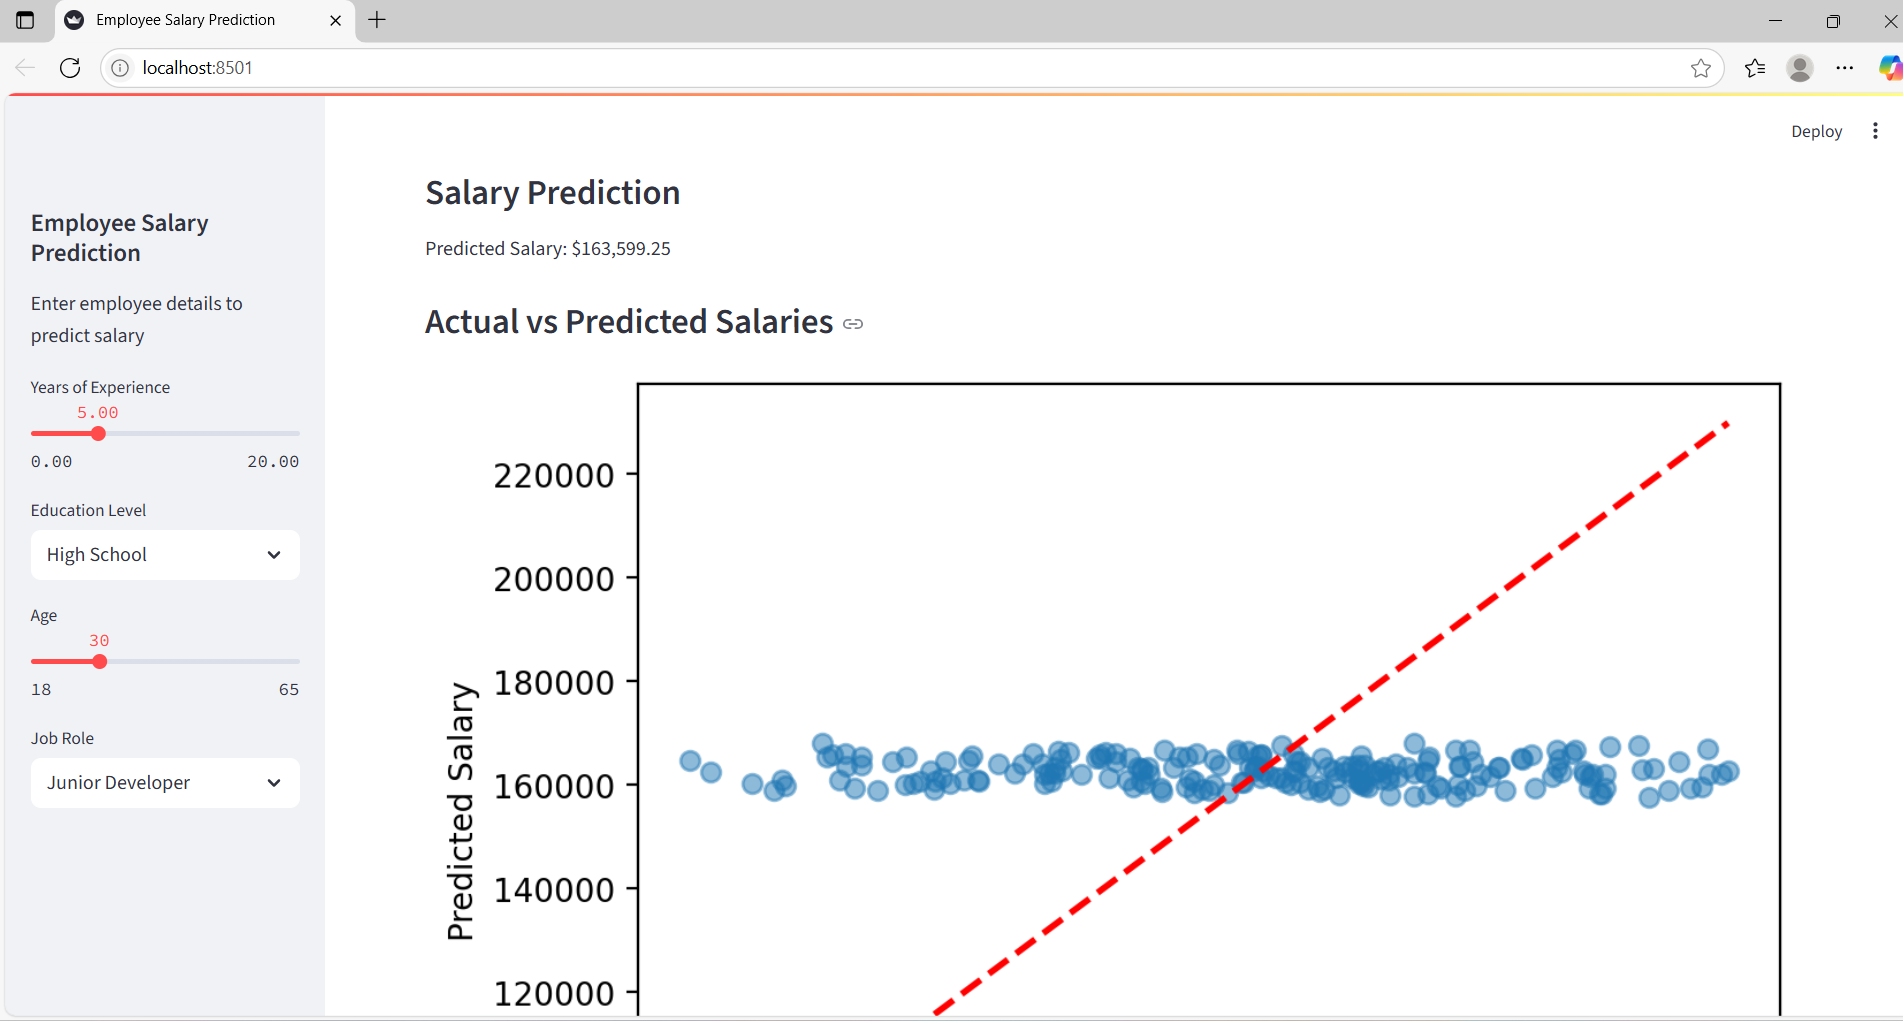 Employee Salary Prediction
localhost:8501
Deploy
Employee Salary
Prediction
Enter employee details to
predict salary
Years of Experience
5.00
0.00 20.00
Education Level
High School
Age
30
18 65
Job Role
Junior Developer
Salary Prediction
Predicted Salary: $163,599.25
Actual vs Predicted Salaries
Predicted Salary
220000
200000
180000
160000
140000
120000